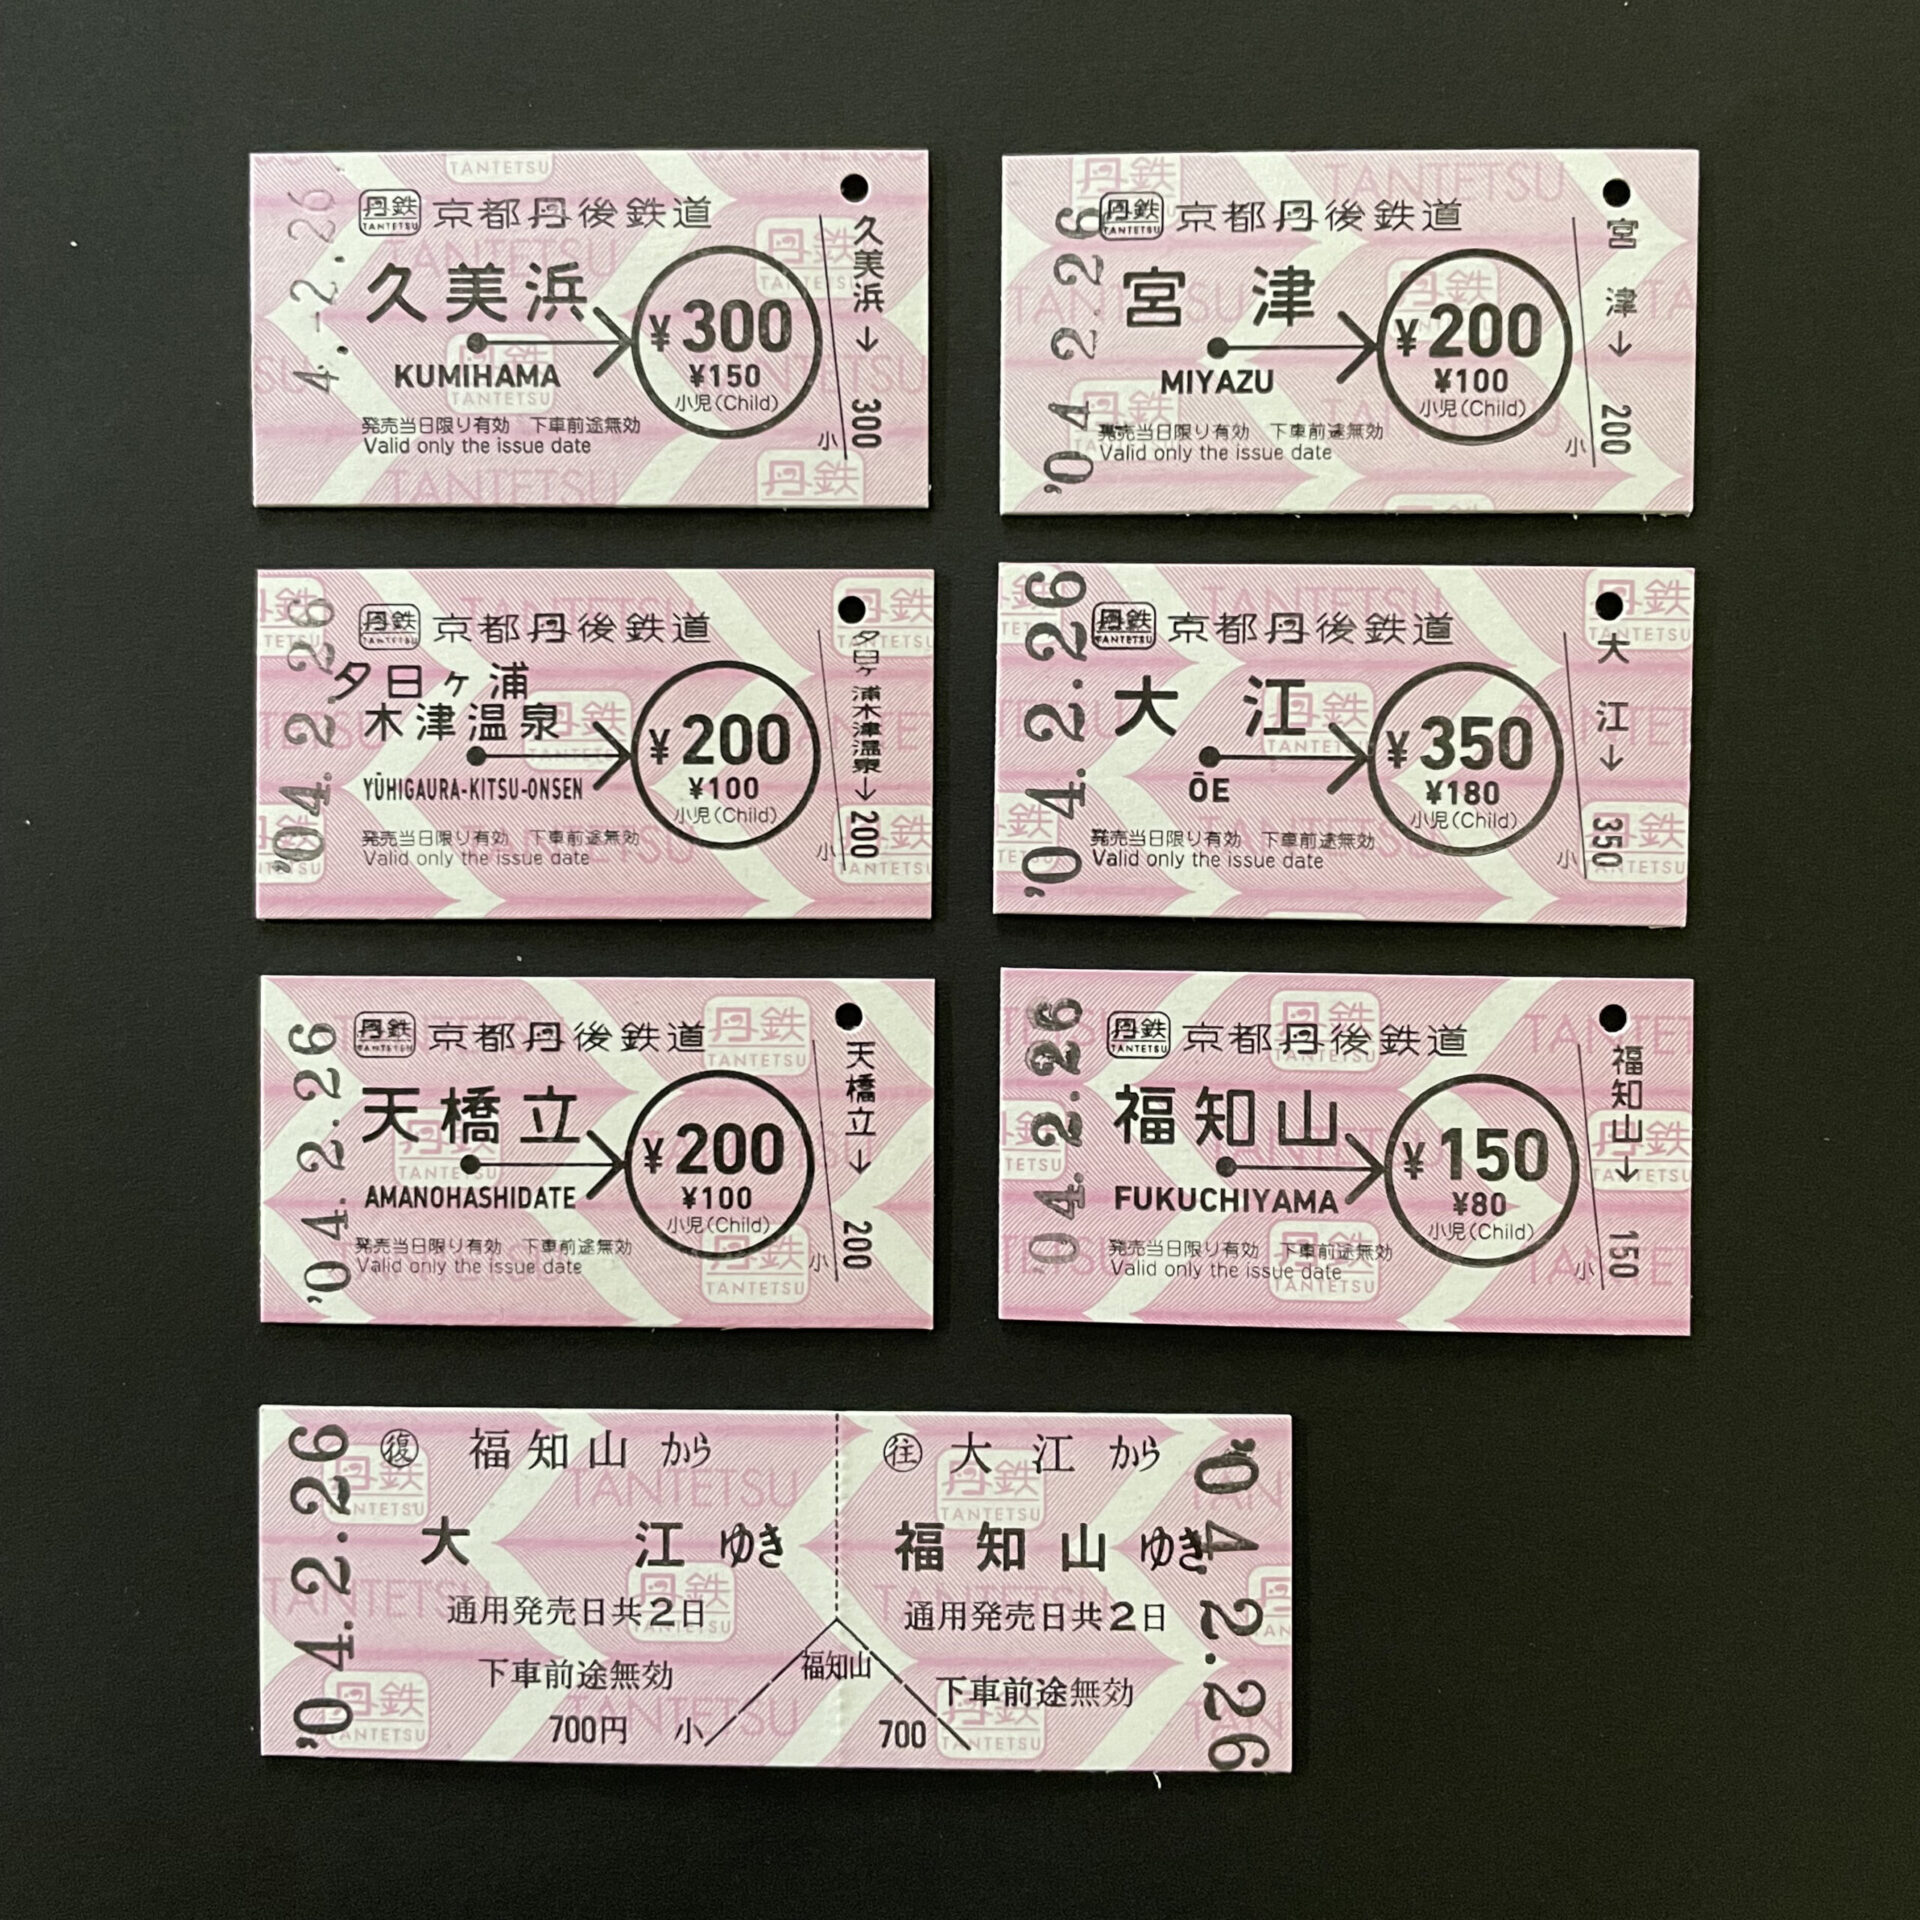 4.-2.26.
丹鉄 TANTETSU 京都丹後鉄道
久美浜
KUMIHAMA
¥300
¥150
小児(Child)
発売当日限り有効 下車前途無効
Valid only the issue date
小
久美浜→300
'04.2.26
丹鉄 TANTETSU 京都丹後鉄道
宮津
MIYAZU
¥200
¥100
小児(Child)
発売当日限り有効 下車前途無効
Valid only the issue date
小
宮津→200
'04.2.26
丹鉄 TANTETSU 京都丹後鉄道
夕日ヶ浦
木津温泉
YŪHIGAURA-KITSU-ONSEN
¥200
¥100
小児(Child)
発売当日限り有効 下車前途無効
Valid only the issue date
小
夕日ヶ浦木津温泉→200
'04.2.26
丹鉄 TANTETSU 京都丹後鉄道
大江
ŌE
¥350
¥180
小児(Child)
発売当日限り有効 下車前途無効
Valid only the issue date
小
大江→350
'04.2.26
丹鉄 TANTETSU 京都丹後鉄道
天橋立
AMANOHASHIDATE
¥200
¥100
小児(Child)
発売当日限り有効 下車前途無効
Valid only the issue date
小
天橋立→200
'04.2.26
丹鉄 TANTETSU 京都丹後鉄道
福知山
FUKUCHIYAMA
¥150
¥80
小児(Child)
発売当日限り有効 下車前途無効
Valid only the issue date
小
福知山→150
'04.2.26
復 福知山から
大江ゆき
通用発売日共2日
下車前途無効
700円 小
福知山
往 大江から
福知山ゆき
通用発売日共2日
下車前途無効
700
'04.2.26